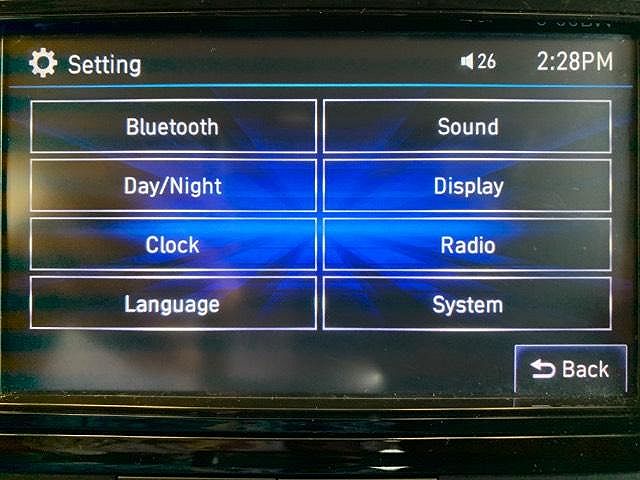 Setting
26
2:28PM
Bluetooth
Sound
Day/Night
Display
Clock
Radio
Language
System
Back